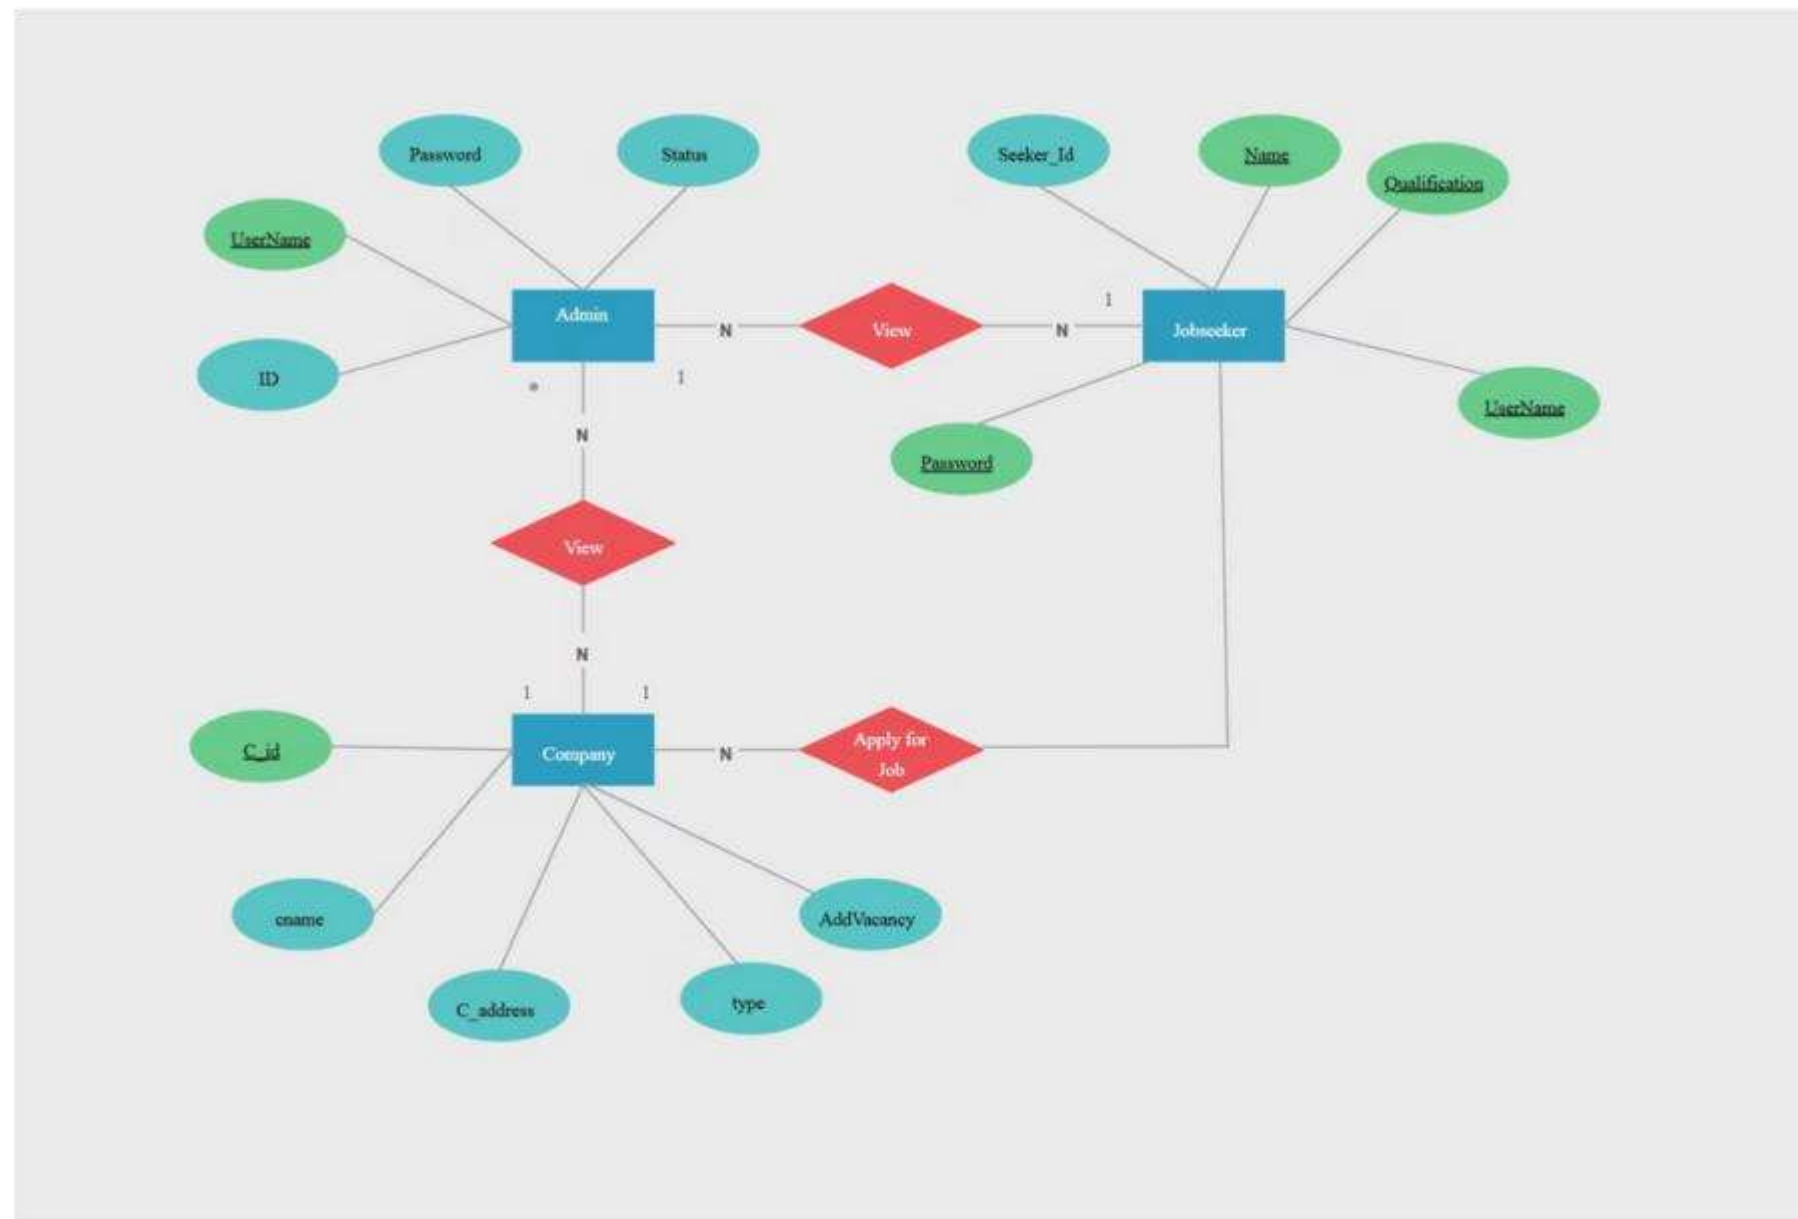 Password
Status
Seeker_Id
Name
Qualification
UserName
ID
Admin
N
View
N
1
Jobseeker
*
1
UserName
N
Password
View
N
1
1
C_id
Company
N
Apply for
Job
cname
AddVacancy
C_address
type